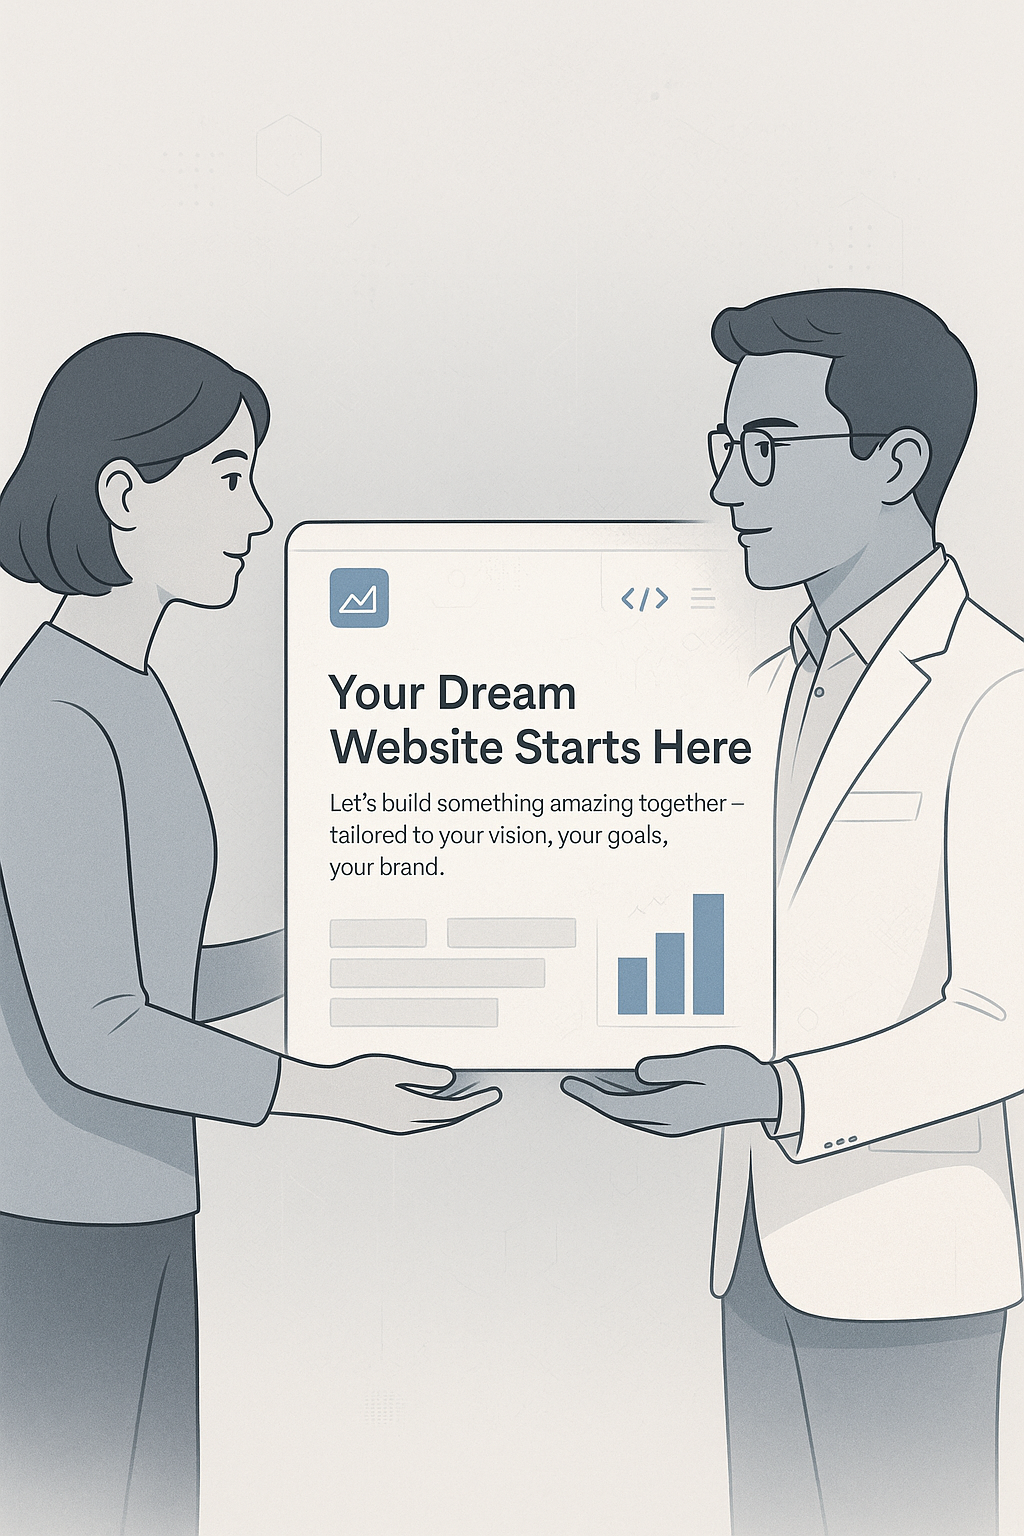 </>
Your Dream
Website Starts Here
Let's build something amazing together –
tailored to your vision, your goals,
your brand.